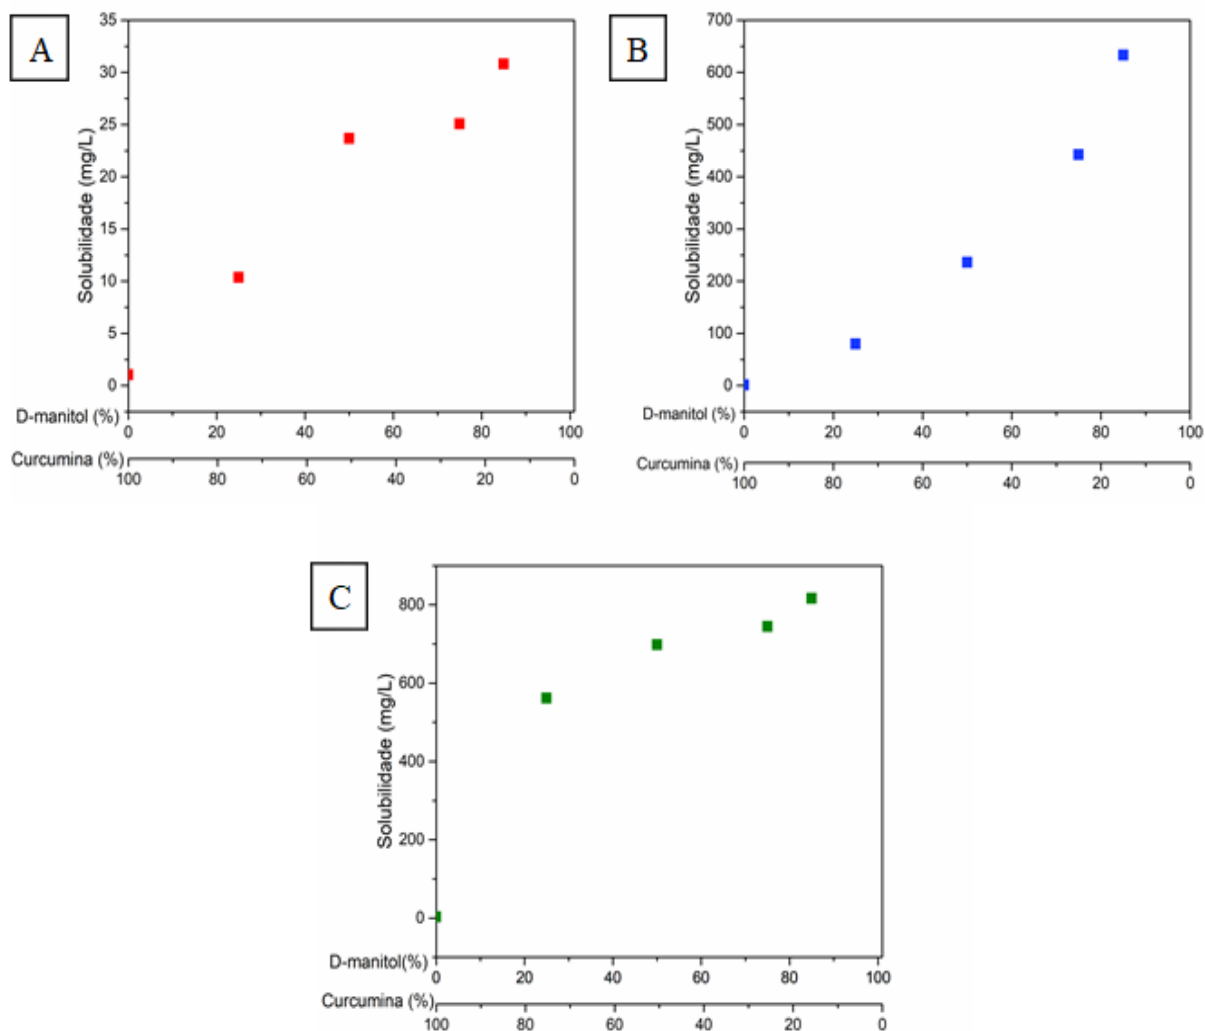 A
35
30
25
20
15
10
5
0
Solubilidade (mg/L)
D-manitol (%)
0 20 40 60 80 100
Curcumina (%)
100 80 60 40 20 0
B
700
600
500
400
300
200
100
0
Solubilidade (mg/L)
D-manitol (%)
0 20 40 60 80 100
Curcumina (%)
100 80 60 40 20 0
C
800
600
400
200
0
Solubilidade (mg/L)
D-manitol(%)
0 20 40 60 80 100
Curcumina (%)
100 80 60 40 20 0